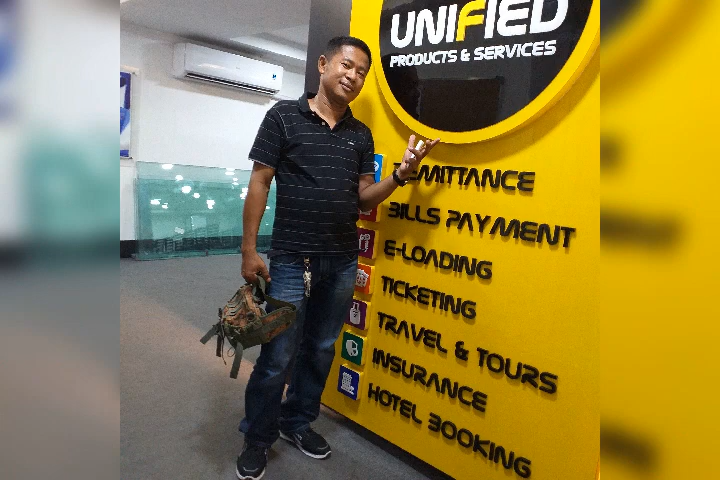 UNIFIED
PRODUCTS & SERVICES
REMITTANCE
BILLS PAYMENT
E-LOADING
TICKETING
TRAVEL & TOURS
INSURANCE
HOTEL BOOKING